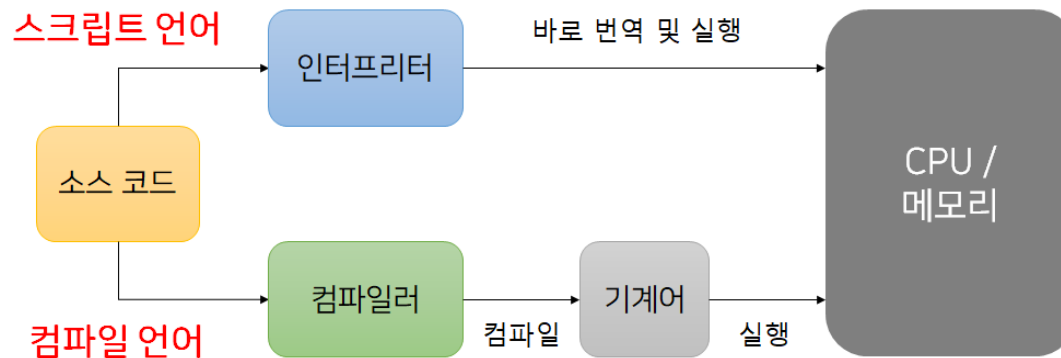 스크립트 언어
바로 번역 및 실행
인터프리터
소스 코드
CPU /
메모리
컴파일러
기계어
컴파일
실행
컴파일 언어